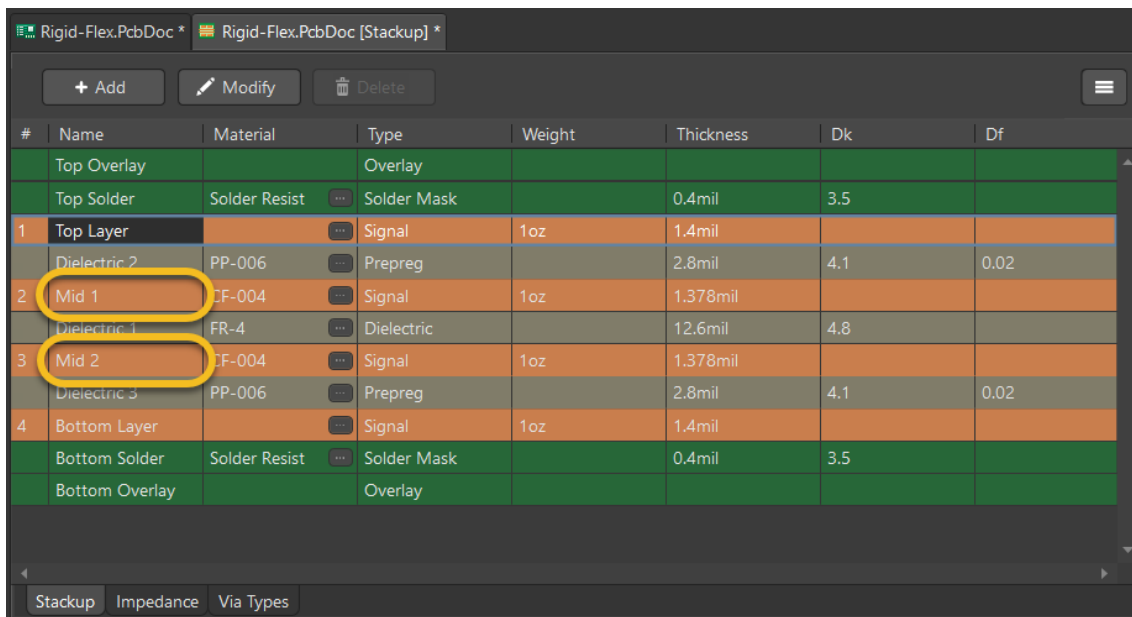 Rigid-Flex.PcbDoc * Rigid-Flex.PcbDoc [Stackup] *
+ Add Modify Delete
# Name Material Type Weight Thickness Dk Df
Top Overlay Overlay
Top Solder Solder Resist ... Solder Mask 0.4mil 3.5
1 Top Layer ... Signal 1oz 1.4mil
Dielectric 2 PP-006 ... Prepreg 2.8mil 4.1 0.02
2 Mid 1 CF-004 ... Signal 1oz 1.378mil
Dielectric 1 FR-4 ... Dielectric 12.6mil 4.8
3 Mid 2 CF-004 ... Signal 1oz 1.378mil
Dielectric 3 PP-006 ... Prepreg 2.8mil 4.1 0.02
4 Bottom Layer ... Signal 1oz 1.4mil
Bottom Solder Solder Resist ... Solder Mask 0.4mil 3.5
Bottom Overlay Overlay
Stackup Impedance Via Types